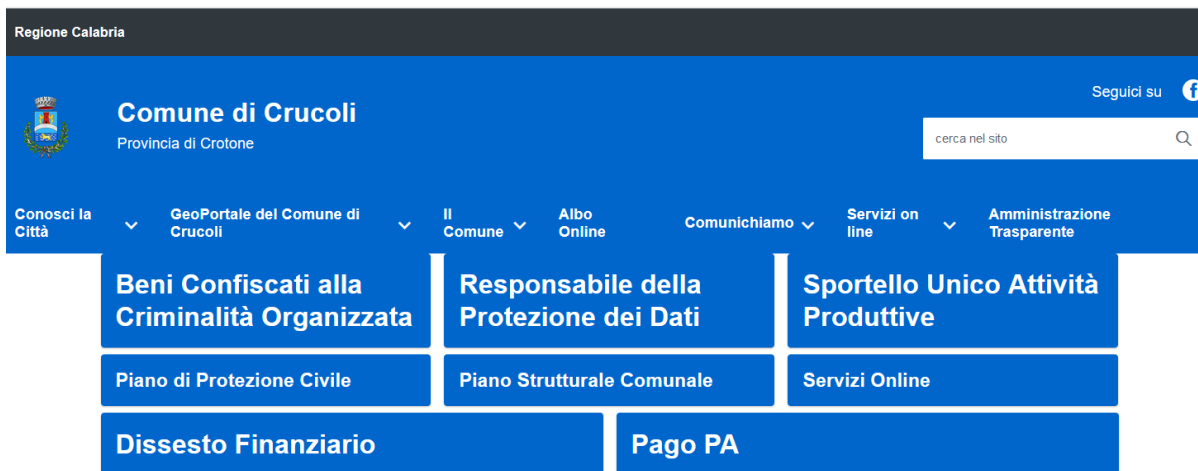 Regione Calabria
Comune di Crucoli
Provincia di Crotone
Seguici su
cerca nel sito
Conosci la
Città
GeoPortale del Comune di
Crucoli
Il
Comune
Albo
Online
Comunichiamo
Servizi on
line
Amministrazione
Trasparente
Beni Confiscati alla
Criminalità Organizzata
Responsabile della
Protezione dei Dati
Sportello Unico Attività
Produttive
Piano di Protezione Civile
Piano Strutturale Comunale
Servizi Online
Dissesto Finanziario
Pago PA